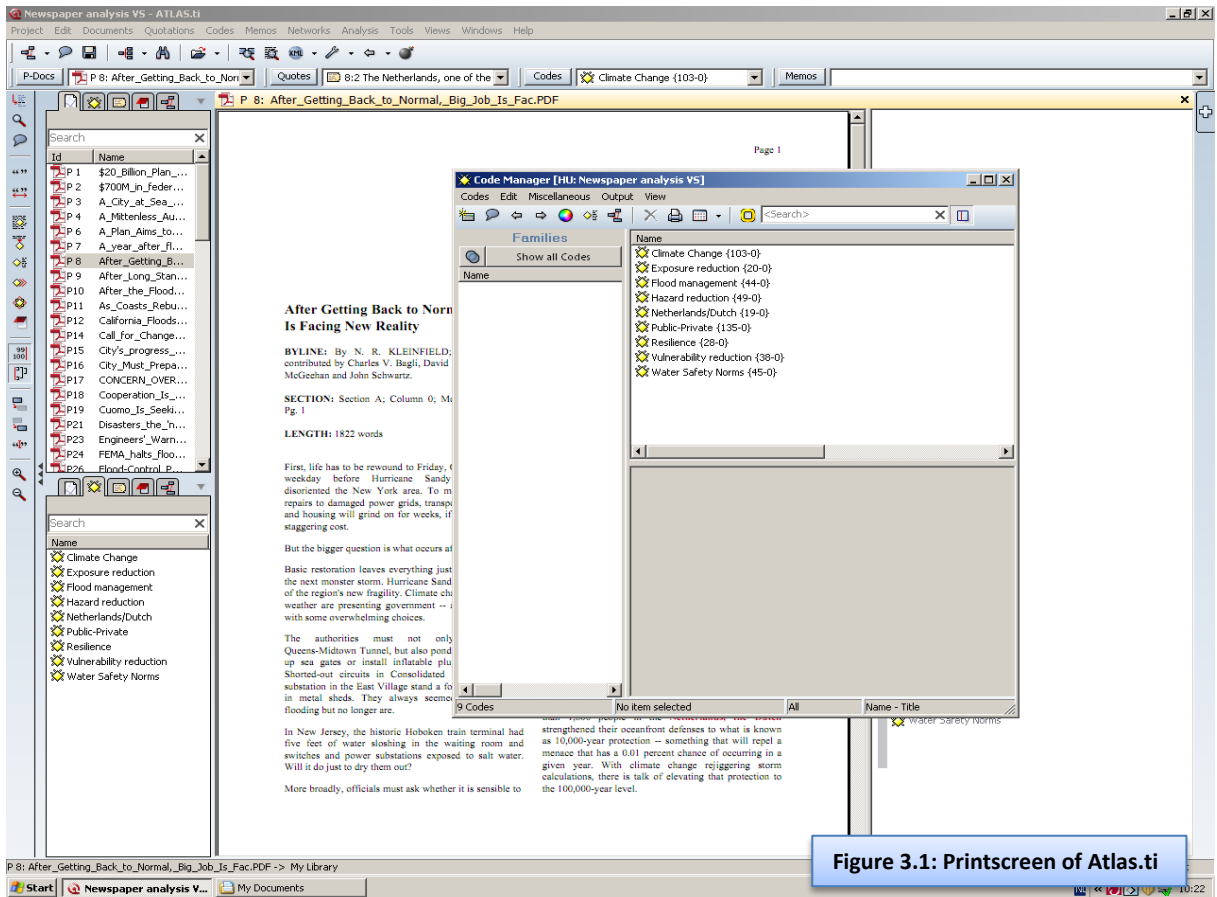 Newspaper analysis VS - ATLAS.ti
Project Edit Documents Quotations Codes Memos Networks Analysis Tools Views Windows Help
P-Docs P 8: After_Getting_Back_to_Norr Quotes 8:2 The Netherlands, one of the Codes Climate Change {103-0} Memos
P 8: After_Getting_Back_to_Normal,_Big_Job_Is_Fac.PDF
Search
Id Name
P 1 $20_Billion_Plan_...
P 2 $700M_in_feder...
P 3 A_City_at_Sea_...
P 4 A_Mittenless_Au...
P 6 A_Plan_Aims_to...
P 7 A_year_after_fl...
P 8 After_Getting_B...
P 9 After_Long_Stan...
P10 After_the_Flood...
P11 As_Coasts_Rebu...
P12 California_Floods...
P14 Call_for_Change...
P15 City's_progress_...
P16 City_Must_Prepa...
P17 CONCERN_OVER...
P18 Cooperation_Is_...
P19 Cuomo_Is_Seeki...
P21 Disasters_the_'n...
P23 Engineers'_Warn...
P24 FEMA_halts_floo...
P26 Flood-Control_P...
Search
Name
Climate Change
Exposure reduction
Flood management
Hazard reduction
Netherlands/Dutch
Public-Private
Resilience
Vulnerability reduction
Water Safety Norms
Page 1
After Getting Back to Norn
Is Facing New Reality
BYLINE: By N. R. KLEINFIELD;
contributed by Charles V. Bagli, David
McGeehan and John Schwartz.
SECTION: Section A; Column 0; Me
Pg. 1
LENGTH: 1822 words
First, life has to be rewound to Friday, O
weekday before Hurricane Sandy
disoriented the New York area. To m
repairs to damaged power grids, transpo
and housing will grind on for weeks, if
staggering cost.
But the bigger question is what occurs af
Basic restoration leaves everything just
the next monster storm. Hurricane Sand
of the region's new fragility. Climate cha
weather are presenting government -- a
with some overwhelming choices.
The authorities must not only
Queens-Midtown Tunnel, but also pond
up sea gates or install inflatable plu
Shorted-out circuits in Consolidated
substation in the East Village stand a fo
in metal sheds. They always seeme
flooding but no longer are.
In New Jersey, the historic Hoboken train terminal had
five feet of water sloshing in the waiting room and
switches and power substations exposed to salt water.
Will it do just to dry them out?
More broadly, officials must ask whether it is sensible to
than 1,800 people in the Netherlands, the Dutch
strengthened their oceanfront defenses to what is known
as 10,000-year protection -- something that will repel a
menace that has a 0.01 percent chance of occurring in a
given year. With climate change rejiggering storm
calculations, there is talk of elevating that protection to
the 100,000-year level.
Water Safety Norms
Code Manager [HU: Newspaper analysis VS]
Codes Edit Miscellaneous Output View
<Search>
Families
Show all Codes
Name
Name
Climate Change {103-0}
Exposure reduction {20-0}
Flood management {44-0}
Hazard reduction {49-0}
Netherlands/Dutch {19-0}
Public-Private {135-0}
Resilience {28-0}
Vulnerability reduction {38-0}
Water Safety Norms {45-0}
9 Codes No item selected All Name - Title
Figure 3.1: Printscreen of Atlas.ti
P 8: After_Getting_Back_to_Normal,_Big_Job_Is_Fac.PDF -> My Library
Start Newspaper analysis V... My Documents NL 10:22